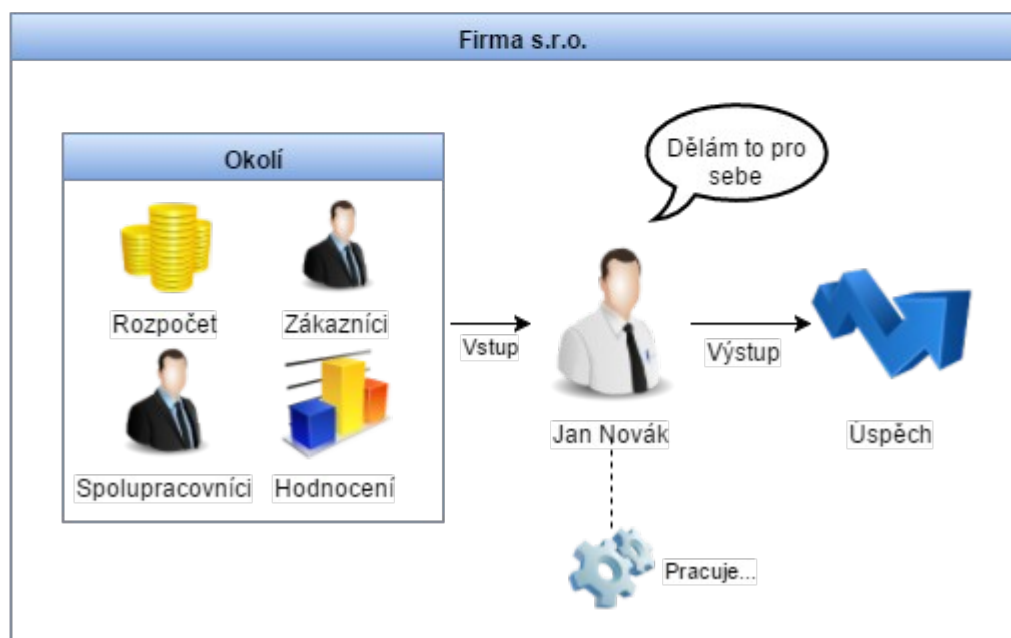 Firma s.r.o.
Okolí
Dělám to pro
sebe
Rozpočet
Zákazníci
Vstup
Výstup
Spolupracovníci
Hodnocení
Jan Novák
Úspěch
Pracuje...